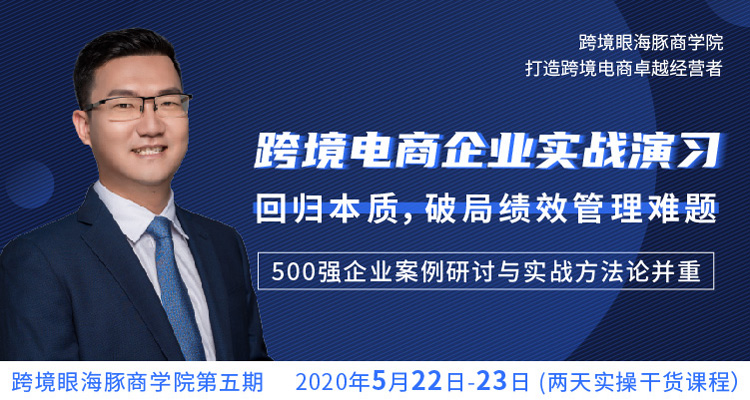 跨境眼海豚商学院
打造跨境电商卓越经营者
跨境电商企业实战演习
回归本质，破局绩效管理难题
500强企业案例研讨与实战方法论并重
跨境眼海豚商学院第五期 2020年5月22日-23日 (两天实操干货课程)